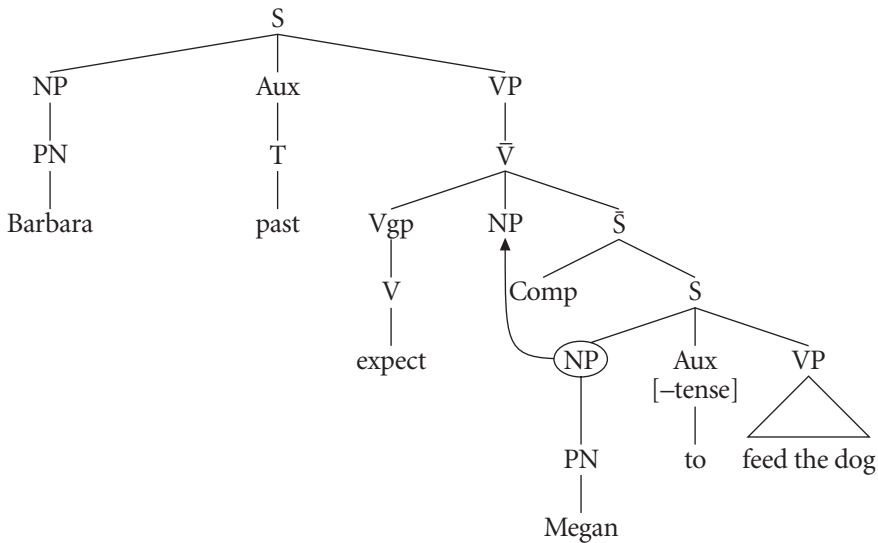 S
NP Aux VP
PN T V̄
Barbara past Vgp NP S̄
V Comp S
expect NP Aux VP
[–tense]
PN to feed the dog
Megan